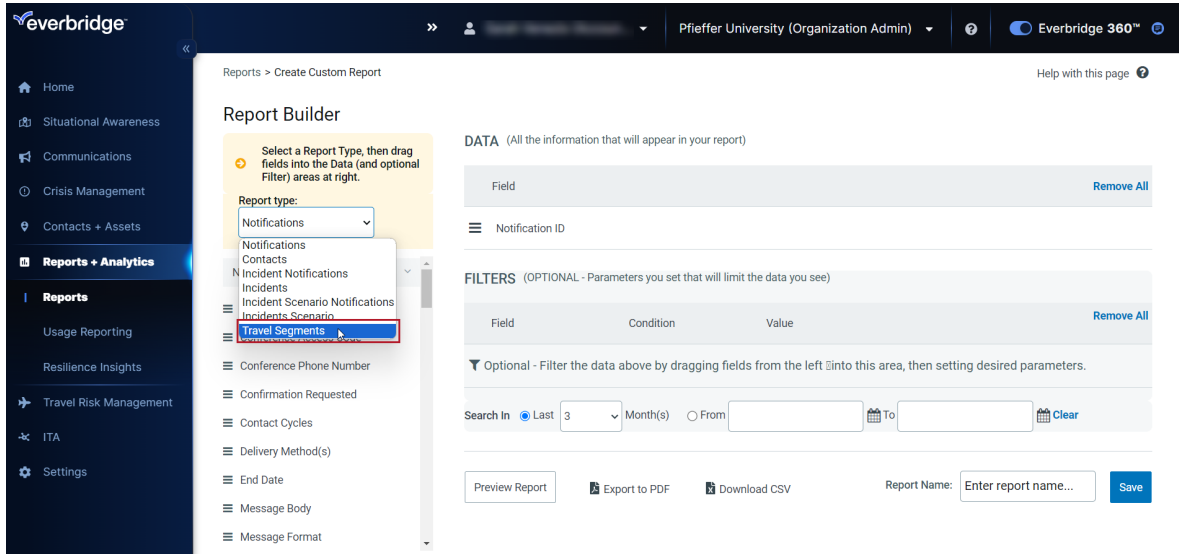 everbridge™
Pfieffer University (Organization Admin)
Everbridge 360™
Home
Situational Awareness
Communications
Crisis Management
Contacts + Assets
Reports + Analytics
Reports
Usage Reporting
Resilience Insights
Travel Risk Management
ITA
Settings
Reports > Create Custom Report
Help with this page
Report Builder
Select a Report Type, then drag
fields into the Data (and optional
Filter) areas at right.
Report type:
Notifications
Notifications
Contacts
Incident Notifications
Incidents
Incident Scenario Notifications
Incidents Scenario
Travel Segments
Conference Access Code
Conference Phone Number
Confirmation Requested
Contact Cycles
Delivery Method(s)
End Date
Message Body
Message Format
DATA (All the information that will appear in your report)
Field
Remove All
Notification ID
FILTERS (OPTIONAL - Parameters you set that will limit the data you see)
Field Condition Value
Remove All
Optional - Filter the data above by dragging fields from the left into this area, then setting desired parameters.
Search In Last 3 Month(s) From To Clear
Preview Report Export to PDF Download CSV Report Name: Enter report name... Save